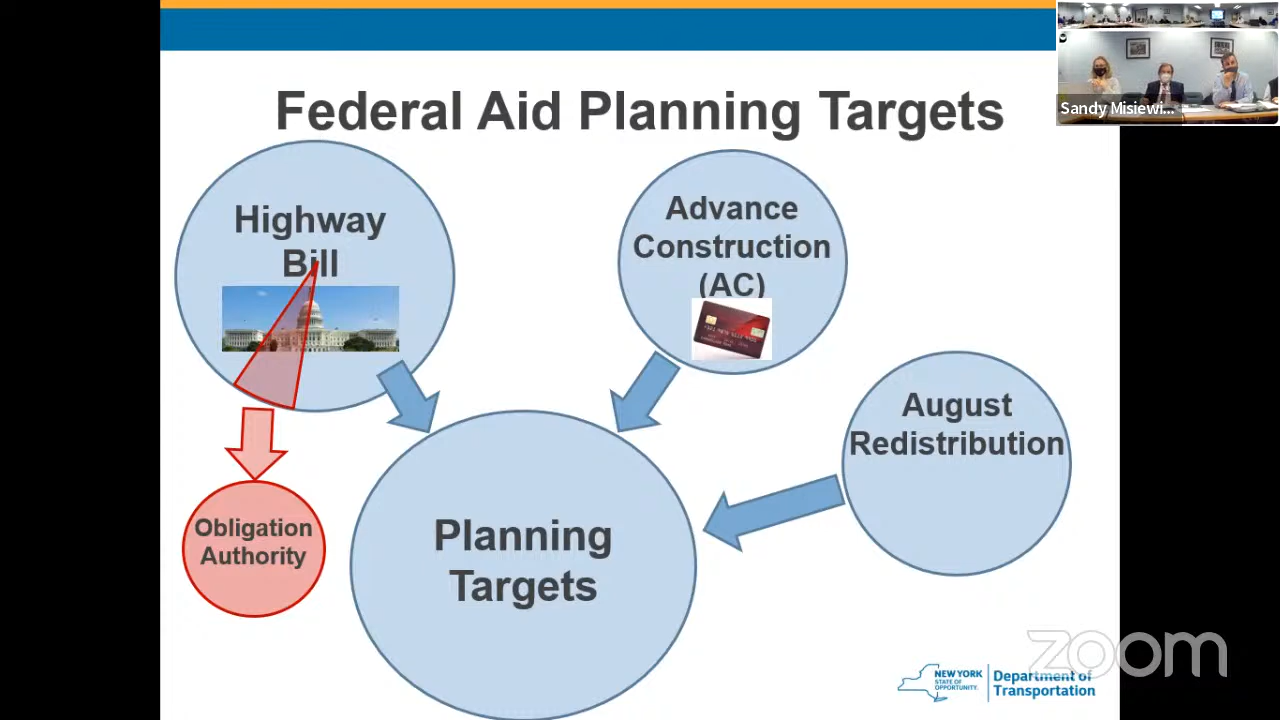 Federal Aid Planning Targets
Sandy Misiewi...
Highway
Bill
Advance
Construction
(AC)
August
Redistribution
Obligation
Authority
Planning
Targets
zoom
NEW YORK
STATE OF
OPPORTUNITY.
Department of
Transportation